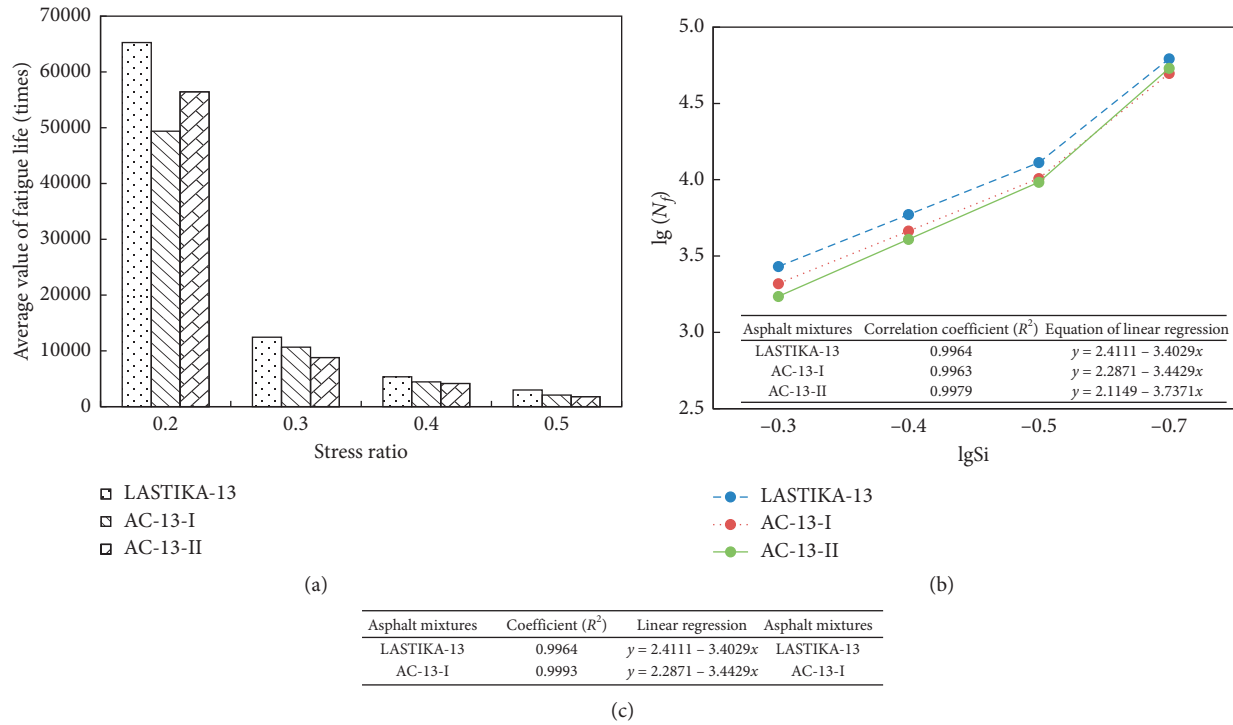 70000
60000
50000
40000
30000
20000
10000
0
Average value of fatigue life (times)
0.2 0.3 0.4 0.5
Stress ratio
LASTIKA-13
AC-13-I
AC-13-II
(a)
5.0
4.5
4.0
3.5
3.0
2.5
lg (Nf)
Asphalt mixtures Correlation coefficient (R²) Equation of linear regression
LASTIKA-13 0.9964 y = 2.4111 – 3.4029x
AC-13-I 0.9963 y = 2.2871 – 3.4429x
AC-13-II 0.9979 y = 2.1149 – 3.7371x
–0.3 –0.4 –0.5 –0.7
lgSi
LASTIKA-13
AC-13-I
AC-13-II
(b)
Asphalt mixtures Coefficient (R²) Linear regression Asphalt mixtures
LASTIKA-13 0.9964 y = 2.4111 – 3.4029x LASTIKA-13
AC-13-I 0.9993 y = 2.2871 – 3.4429x AC-13-I
(c)